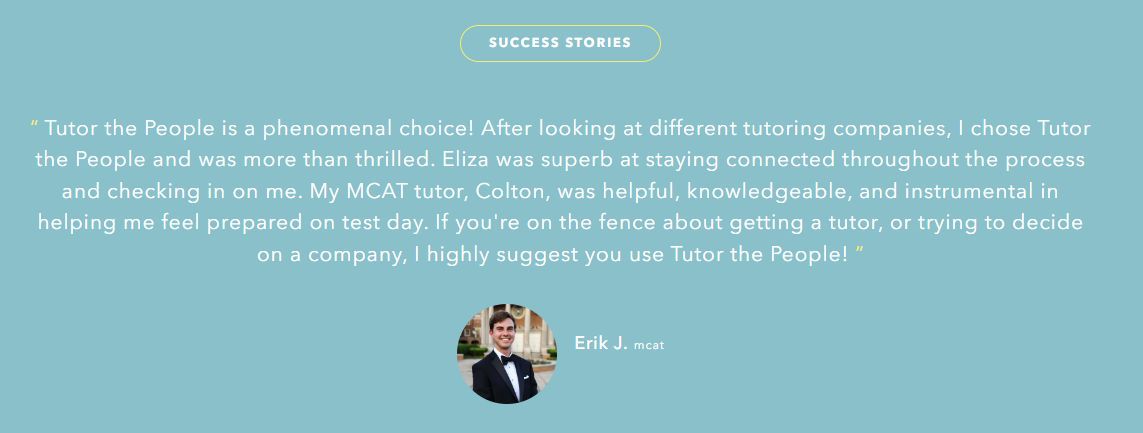 SUCCESS STORIES
“ Tutor the People is a phenomenal choice! After looking at different tutoring companies, I chose Tutor
the People and was more than thrilled. Eliza was superb at staying connected throughout the process
and checking in on me. My MCAT tutor, Colton, was helpful, knowledgeable, and instrumental in
helping me feel prepared on test day. If you're on the fence about getting a tutor, or trying to decide
on a company, I highly suggest you use Tutor the People! ”
Erik J. mcat